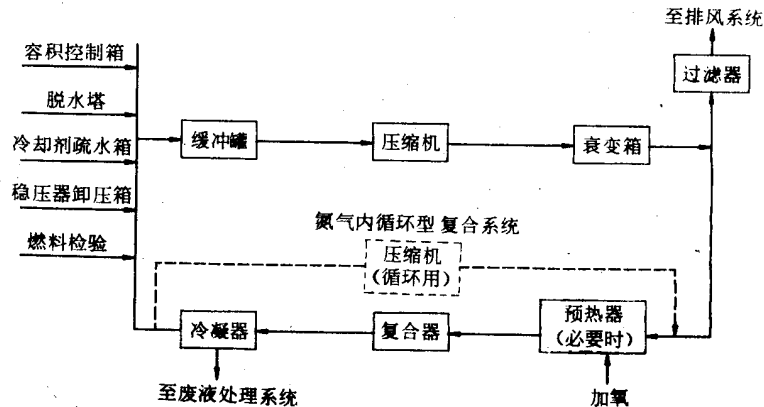 至排风系统
容积控制箱
过滤器
脱水塔
冷却剂疏水箱
缓冲罐
压缩机
衰变箱
稳压器卸压箱
氮气内循环型复合系统
燃料检验
压缩机
(循环用)
冷凝器
复合器
预热器
(必要时)
至废液处理系统
加氧